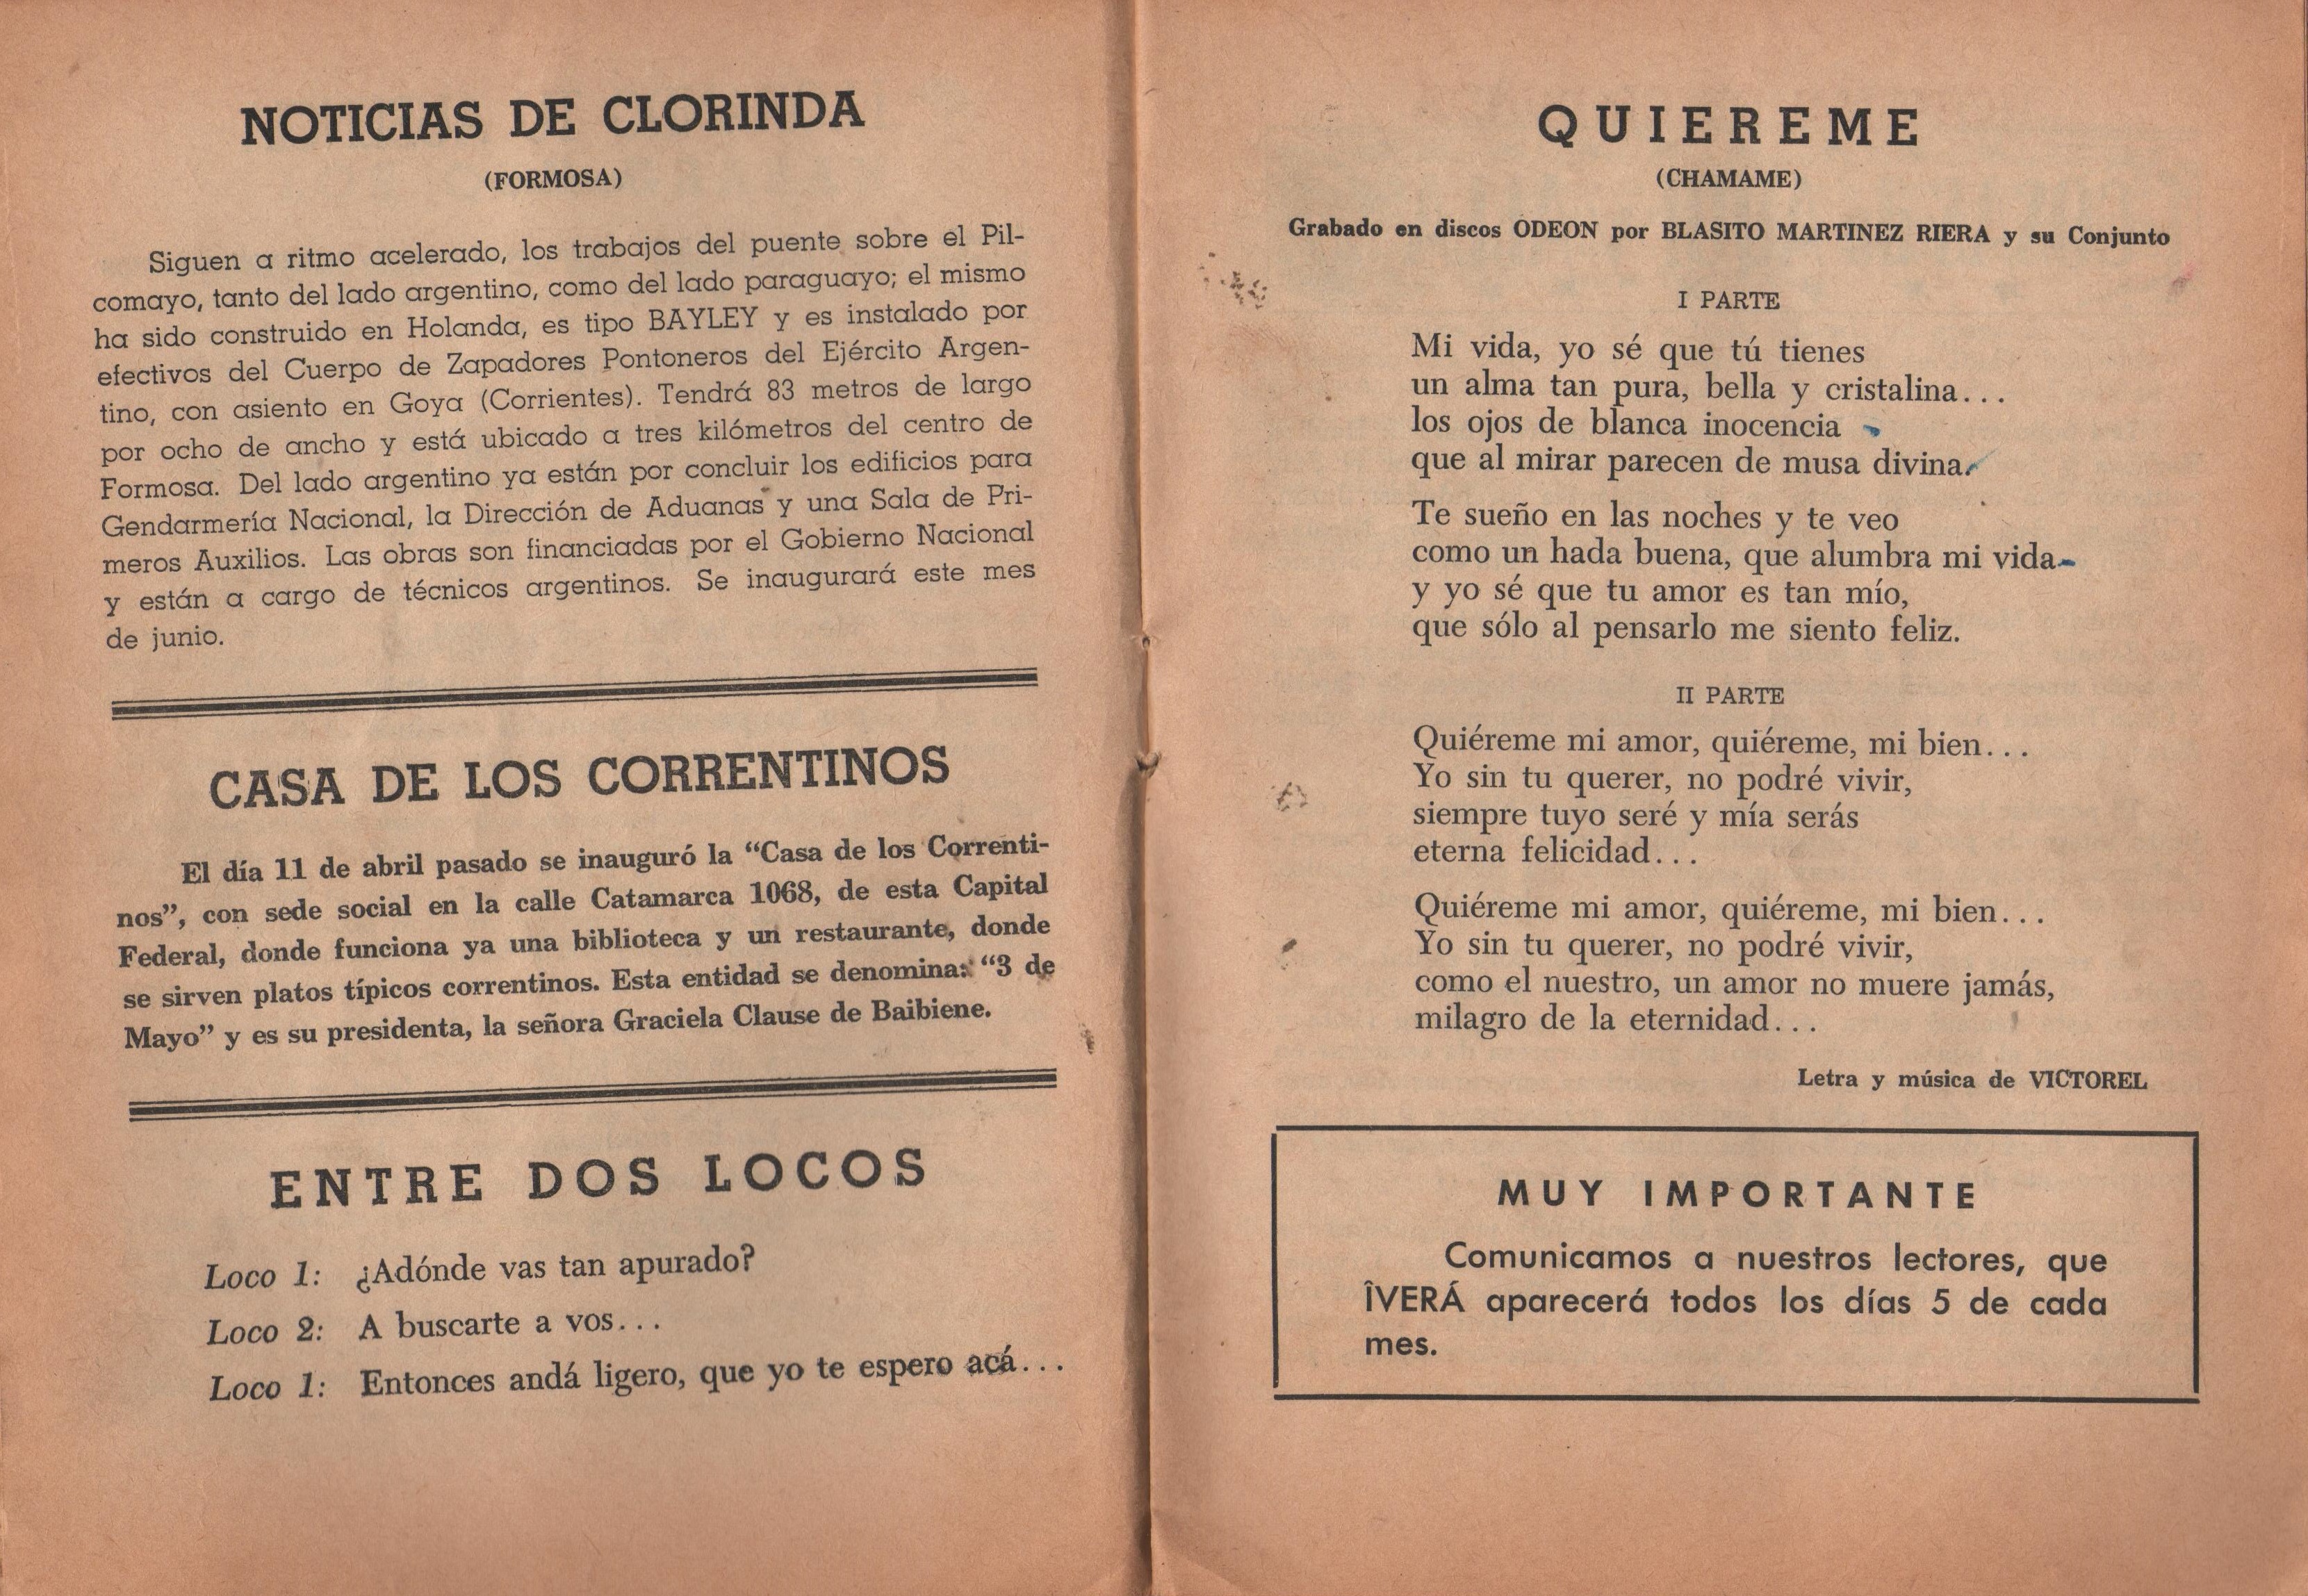 NOTICIAS DE CLORINDA
(FORMOSA)
Siguen a ritmo acelerado, los trabajos del puente sobre el Pil-
comayo, tanto del lado argentino, como del lado paraguayo; el mismo
ha sido construido en Holanda, es tipo BAYLEY y es instalado por
efectivos del Cuerpo de Zapadores Pontoneros del Ejército Argen-
tino, con asiento en Goya (Corrientes). Tendrá 83 metros de largo
por ocho de ancho y está ubicado a tres kilómetros del centro de
Formosa. Del lado argentino ya están por concluir los edificios para
Gendarmería Nacional, la Dirección de Aduanas y una Sala de Pri-
meros Auxilios. Las obras son financiadas por el Gobierno Nacional
y están a cargo de técnicos argentinos. Se inaugurará este mes
de junio.
CASA DE LOS CORRENTINOS
El día 11 de abril pasado se inauguró la “Casa de los Correnti-
nos”, con sede social en la calle Catamarca 1068, de esta Capital
Federal, donde funciona ya una biblioteca y un restaurante, donde
se sirven platos típicos correntinos. Esta entidad se denomina: “3 de
Mayo” y es su presidenta, la señora Graciela Clause de Baibiene.
ENTRE DOS LOCOS
Loco 1: ¿Adónde vas tan apurado?
Loco 2: A buscarte a vos...
Loco 1: Entonces andá ligero, que yo te espero acá...
QUIEREME
(CHAMAME)
Grabado en discos ODEON por BLASITO MARTINEZ RIERA y su Conjunto
I PARTE
Mi vida, yo sé que tú tienes
un alma tan pura, bella y cristalina...
los ojos de blanca inocencia
que al mirar parecen de musa divina.
Te sueño en las noches y te veo
como un hada buena, que alumbra mi vida
y yo sé que tu amor es tan mío,
que sólo al pensarlo me siento feliz.
II PARTE
Quiéreme mi amor, quiéreme, mi bien...
Yo sin tu querer, no podré vivir,
siempre tuyo seré y mía serás
eterna felicidad...
Quiéreme mi amor, quiéreme, mi bien...
Yo sin tu querer, no podré vivir,
como el nuestro, un amor no muere jamás,
milagro de la eternidad...
Letra y música de VICTOREL
MUY IMPORTANTE
Comunicamos a nuestros lectores, que
ÎVERÁ aparecerá todos los días 5 de cada
mes.